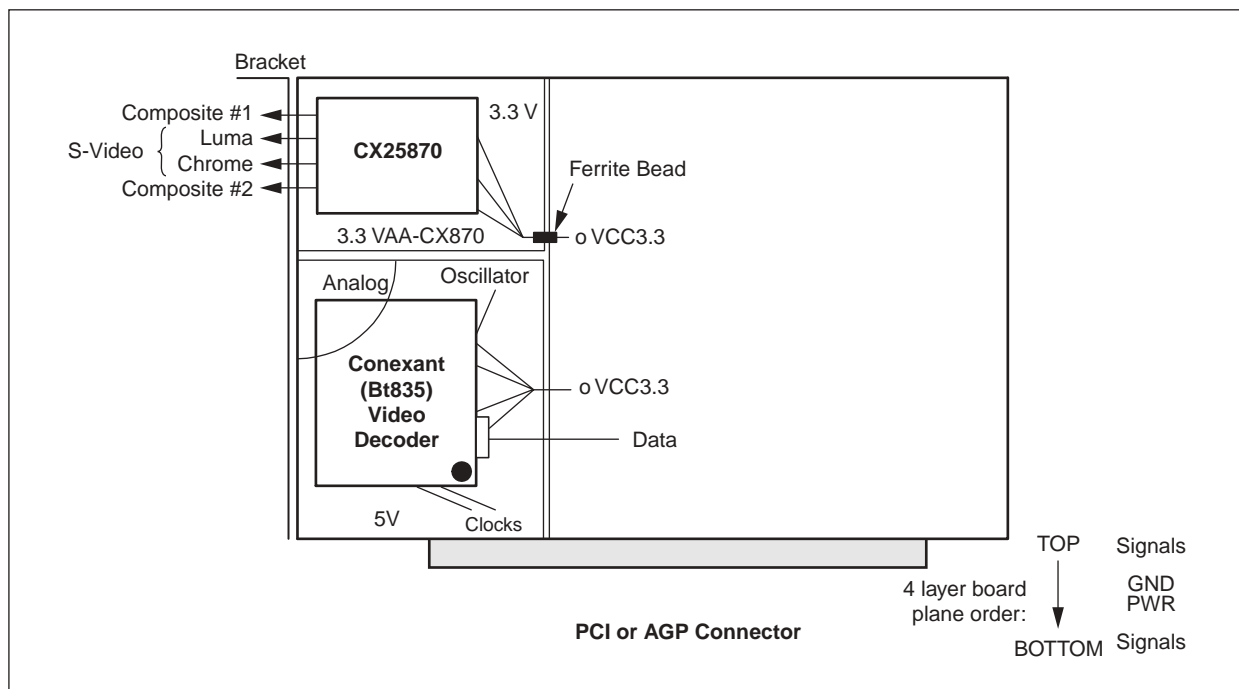 Bracket
Composite #1
Luma
S-Video
Chrome
Composite #2
CX25870
3.3 V
Ferrite Bead
3.3 VAA-CX870
o VCC3.3
Analog
Oscillator
Conexant
(Bt835)
Video
Decoder
o VCC3.3
Data
5V
Clocks
PCI or AGP Connector
4 layer board
plane order:
TOP
BOTTOM
Signals
GND
PWR
Signals